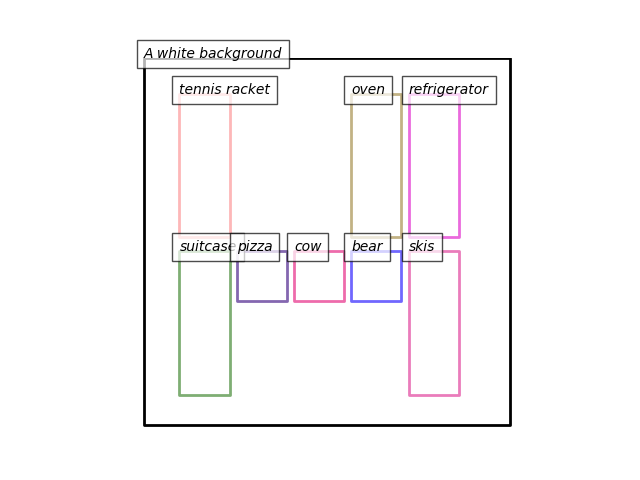 A white background
tennis racket
oven
refrigerator
suitcase
pizza
cow
bear
skis